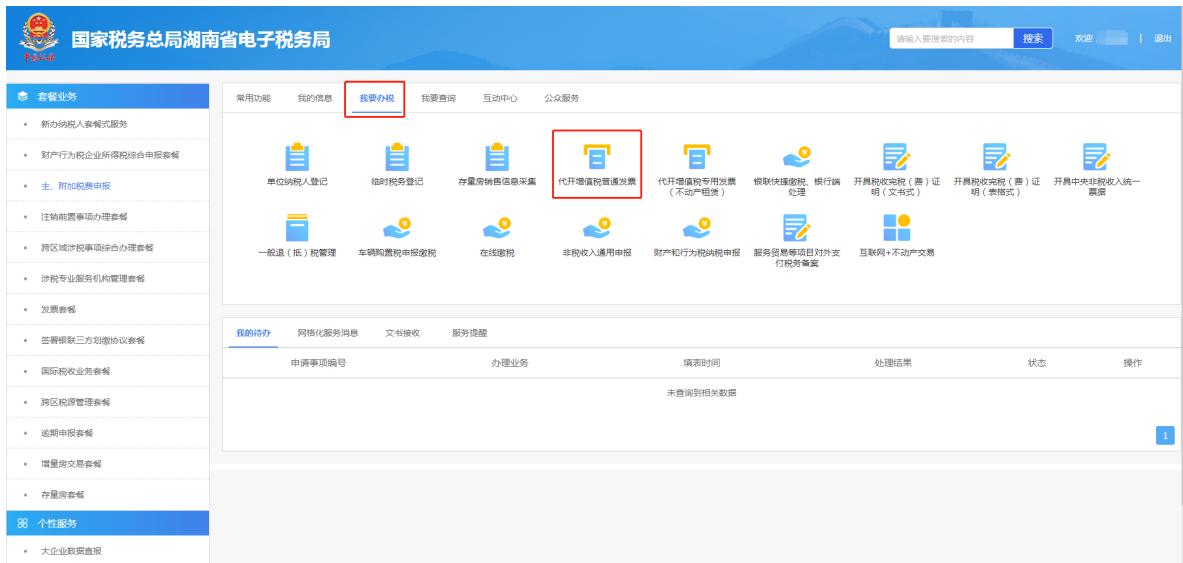 国家税务总局湖南省电子税务局
请输入要搜索的内容
搜索
欢迎
|
退出
套餐业务
新办纳税人套餐式服务
财产行为税企业所得税综合申报套餐
主、附加税费申报
注销前置事项办理套餐
跨区域涉税事项综合办理套餐
涉税专业服务机构管理套餐
发票套餐
签署银联三方划缴协议套餐
国际税收业务套餐
跨区税源管理套餐
逾期申报套餐
增量房交易套餐
存量房套餐
个性服务
大企业数据直报
常用功能
我的信息
我要办税
我要查询
互动中心
公众服务
单位纳税人登记
临时税务登记
存量房销售信息采集
代开增值税普通发票
代开增值税专用发票
（不动产租赁）
银联快捷缴税、银行端
处理
开具税收完税（费）证
明（文书式）
开具税收完税（费）证
明（表格式）
开具中央非税收入统一
票据
一般退（抵）税管理
车辆购置税申报缴税
在线缴税
非税收入通用申报
财产和行为税纳税申报
服务贸易等项目对外支
付税务备案
互联网+不动产交易
我的待办
网格化服务消息
文书接收
服务提醒
申请事项编号
办理业务
填表时间
处理结果
状态
操作
未查询到相关数据
1